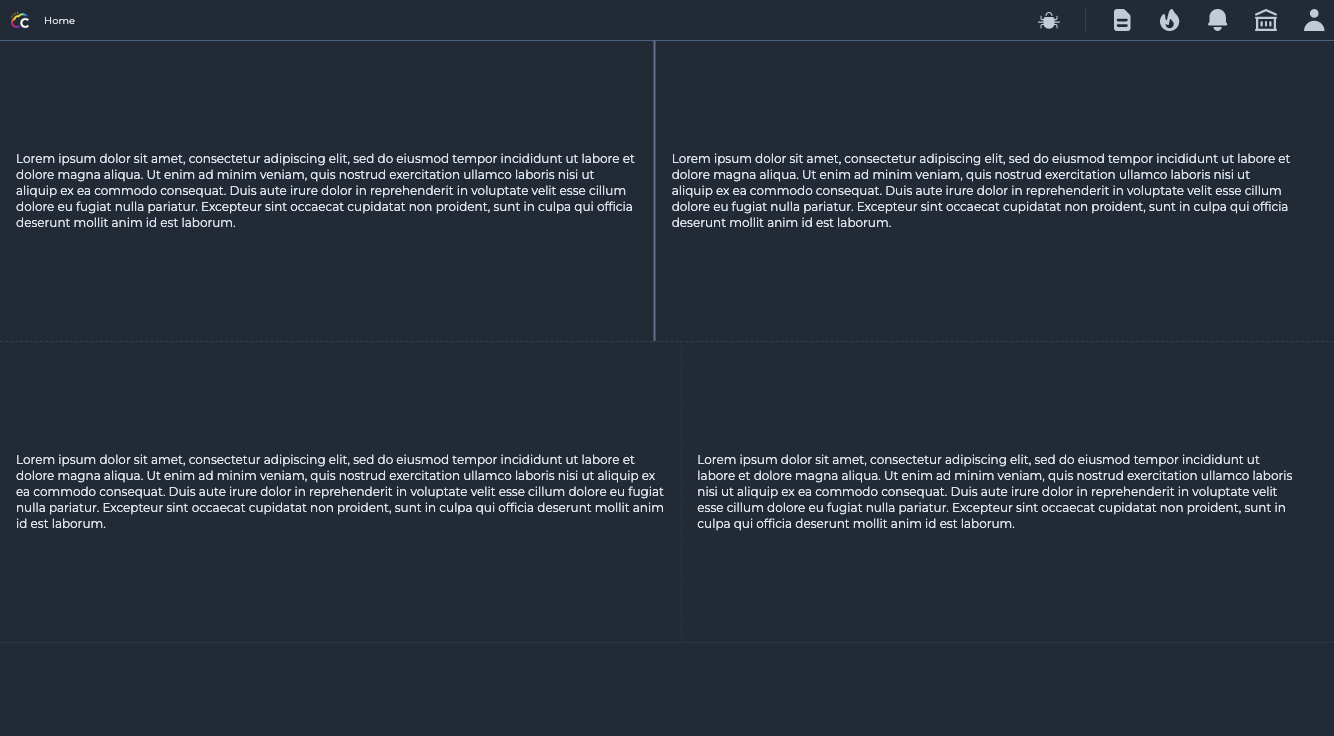 Home
Lorem ipsum dolor sit amet, consectetur adipiscing elit, sed do eiusmod tempor incididunt ut labore et
dolore magna aliqua. Ut enim ad minim veniam, quis nostrud exercitation ullamco laboris nisi ut
aliquip ex ea commodo consequat. Duis aute irure dolor in reprehenderit in voluptate velit esse cillum
dolore eu fugiat nulla pariatur. Excepteur sint occaecat cupidatat non proident, sunt in culpa qui officia
deserunt mollit anim id est laborum.
Lorem ipsum dolor sit amet, consectetur adipiscing elit, sed do eiusmod tempor incididunt ut labore et
dolore magna aliqua. Ut enim ad minim veniam, quis nostrud exercitation ullamco laboris nisi ut
aliquip ex ea commodo consequat. Duis aute irure dolor in reprehenderit in voluptate velit esse cillum
dolore eu fugiat nulla pariatur. Excepteur sint occaecat cupidatat non proident, sunt in culpa qui officia
deserunt mollit anim id est laborum.
Lorem ipsum dolor sit amet, consectetur adipiscing elit, sed do eiusmod tempor incididunt ut labore et
dolore magna aliqua. Ut enim ad minim veniam, quis nostrud exercitation ullamco laboris nisi ut aliquip ex
ea commodo consequat. Duis aute irure dolor in reprehenderit in voluptate velit esse cillum dolore eu fugiat
nulla pariatur. Excepteur sint occaecat cupidatat non proident, sunt in culpa qui officia deserunt mollit anim
id est laborum.
Lorem ipsum dolor sit amet, consectetur adipiscing elit, sed do eiusmod tempor incididunt ut
labore et dolore magna aliqua. Ut enim ad minim veniam, quis nostrud exercitation ullamco laboris
nisi ut aliquip ex ea commodo consequat. Duis aute irure dolor in reprehenderit in voluptate velit
esse cillum dolore eu fugiat nulla pariatur. Excepteur sint occaecat cupidatat non proident, sunt in
culpa qui officia deserunt mollit anim id est laborum.